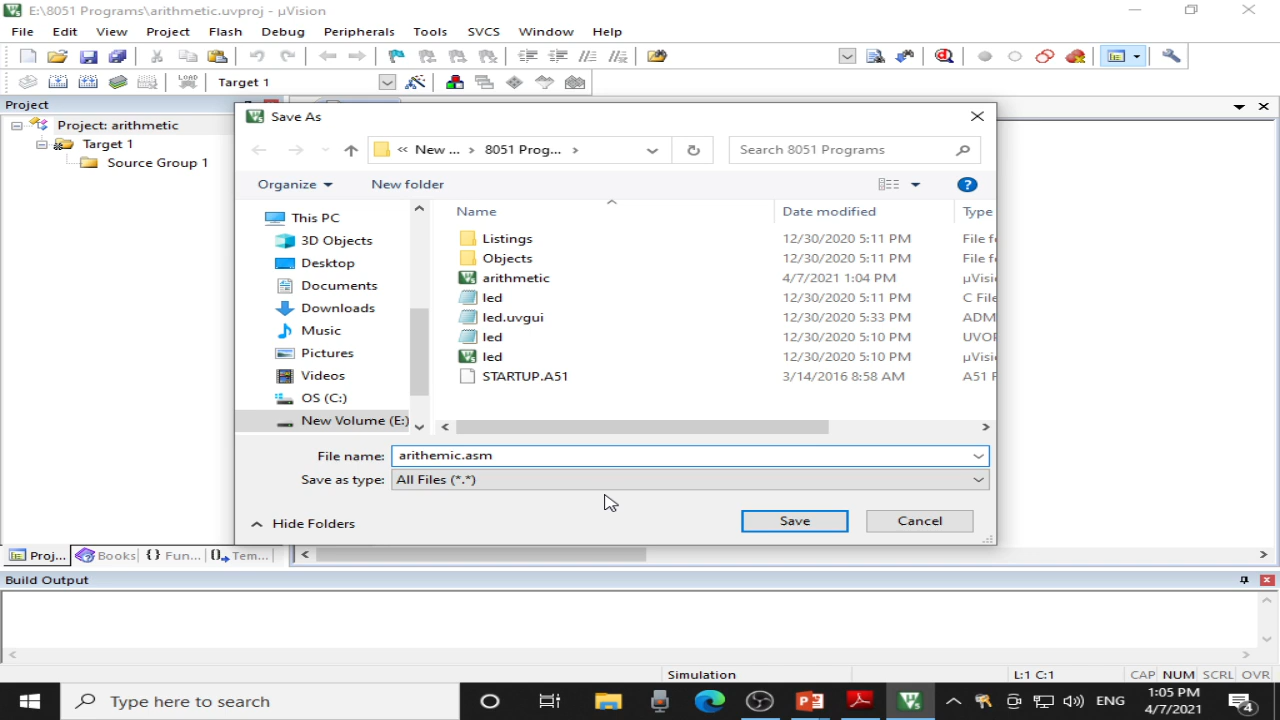 E:\8051 Programs\arithmetic.uvproj - µVision
File Edit View Project Flash Debug Peripherals Tools SVCS Window Help
LOAD Target 1
Project
Project: arithmetic
Target 1
Source Group 1
Save As
« New ... › 8051 Prog... ›
Search 8051 Programs
Organize New folder
This PC
3D Objects
Desktop
Documents
Downloads
Music
Pictures
Videos
OS (C:)
New Volume (E:)
Name Date modified Type
Listings 12/30/2020 5:11 PM File f
Objects 12/30/2020 5:11 PM File f
arithmetic 4/7/2021 1:04 PM µVisi
led 12/30/2020 5:11 PM C File
led.uvgui 12/30/2020 5:33 PM ADM
led 12/30/2020 5:10 PM UVO
led 12/30/2020 5:10 PM µVisi
STARTUP.A51 3/14/2016 8:58 AM A51 F
File name: arithemic.asm
Save as type: All Files (*.*)
Hide Folders
Save Cancel
Proj... Books {} Fun... Tem...
Build Output
Simulation L:1 C:1 CAP NUM SCRL OVR
Type here to search
ENG
1:05 PM
4/7/2021
4